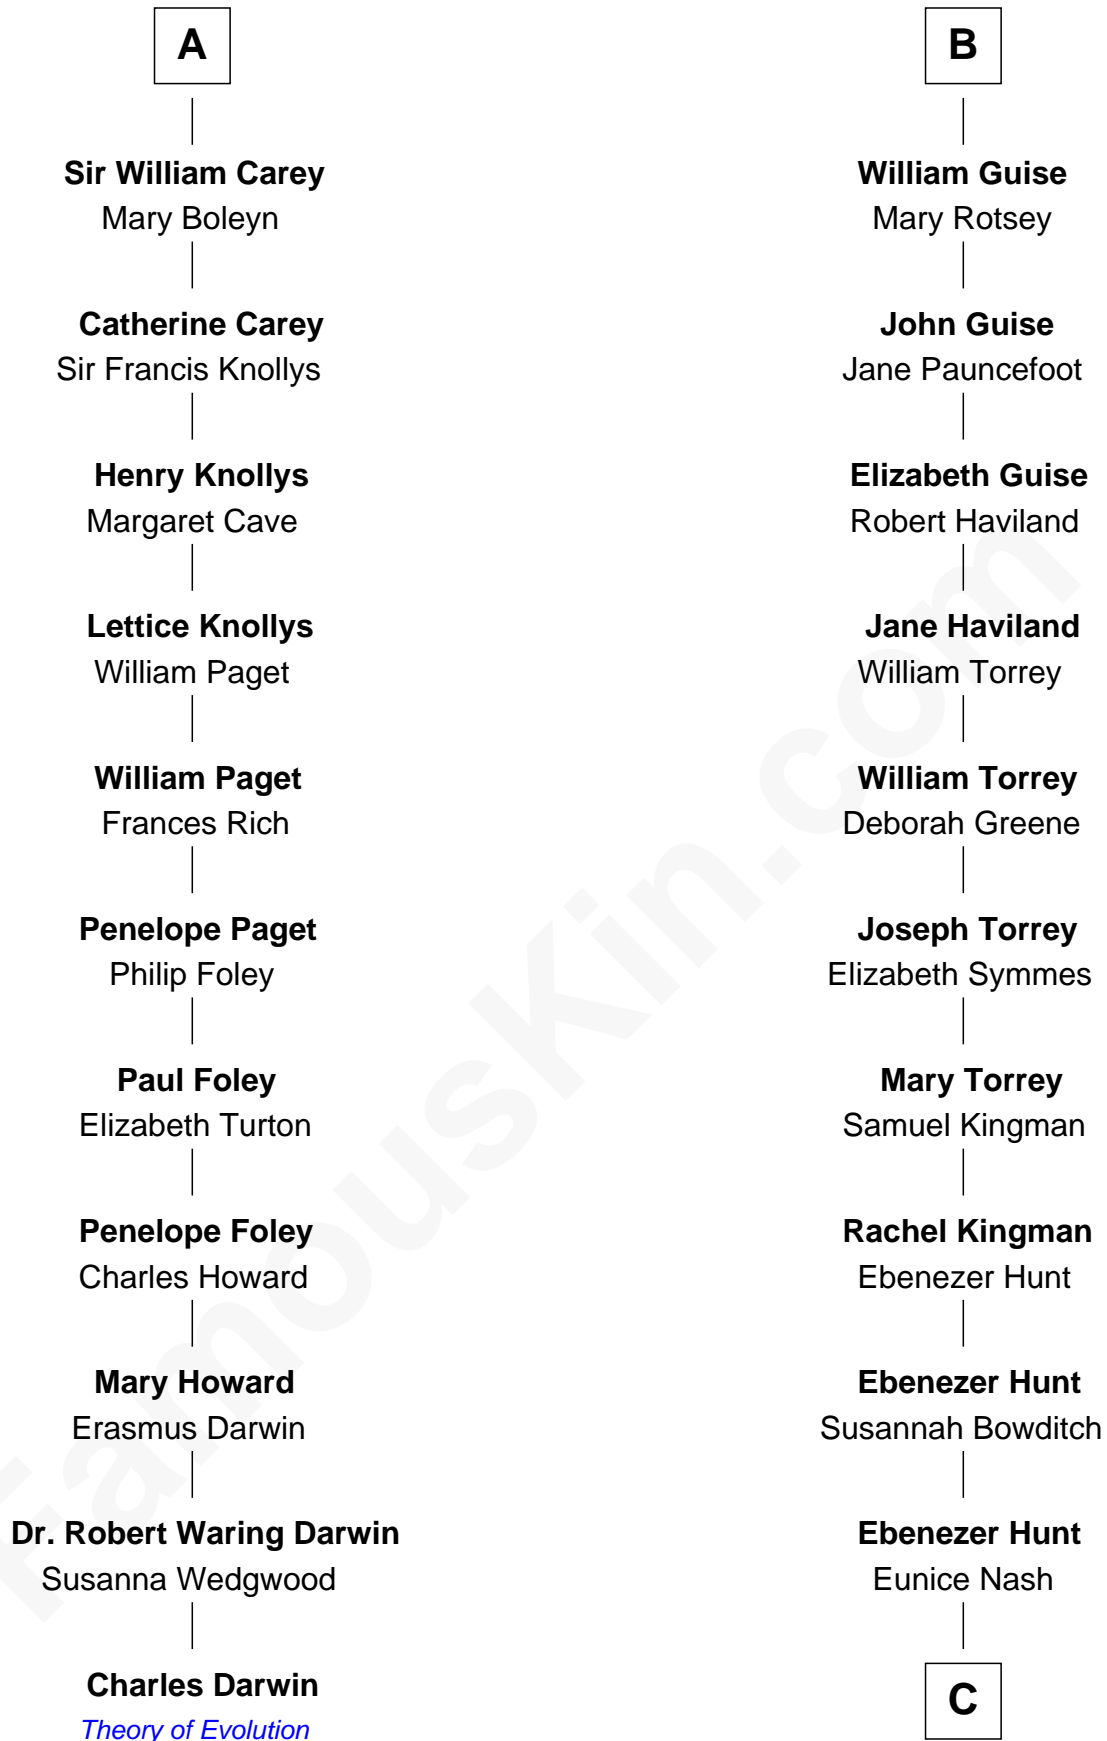 A
Sir William Carey
Mary Boleyn
Catherine Carey
Sir Francis Knollys
Henry Knollys
Margaret Cave
Lettice Knollys
William Paget
William Paget
Frances Rich
Penelope Paget
Philip Foley
Paul Foley
Elizabeth Turton
Penelope Foley
Charles Howard
Mary Howard
Erasmus Darwin
Dr. Robert Waring Darwin
Susanna Wedgwood
Charles Darwin
Theory of Evolution
B
William Guise
Mary Rotsey
John Guise
Jane Pauncefoot
Elizabeth Guise
Robert Haviland
Jane Haviland
William Torrey
William Torrey
Deborah Greene
Joseph Torrey
Elizabeth Symmes
Mary Torrey
Samuel Kingman
Rachel Kingman
Ebenezer Hunt
Ebenezer Hunt
Susannah Bowditch
Ebenezer Hunt
Eunice Nash
C
FamousKin.com